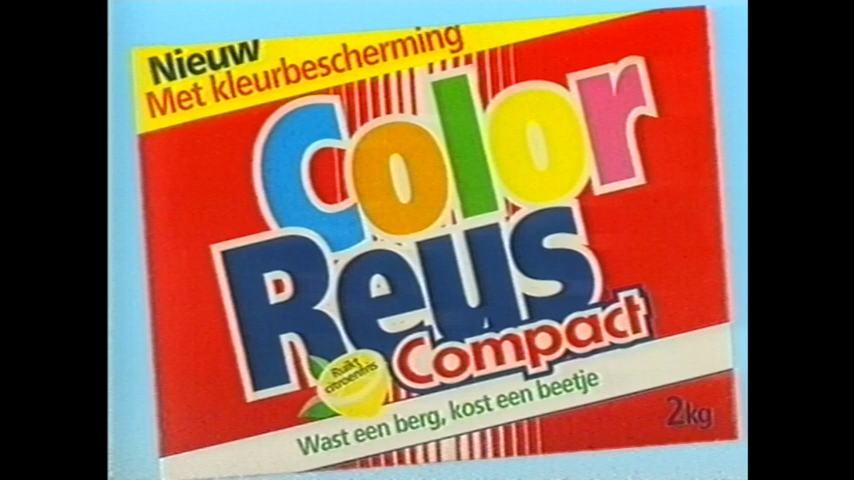 Nieuw
Met kleurbescherming
Color
Reus
Compact
Ruikt
citroenfris
Wast een berg, kost een beetje
2kg